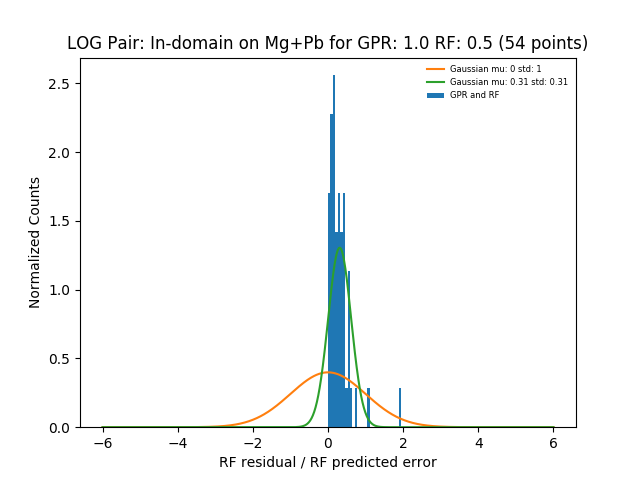 LOG Pair: In-domain on Mg+Pb for GPR: 1.0 RF: 0.5 (54 points)
Gaussian mu: 0 std: 1
Gaussian mu: 0.31 std: 0.31
GPR and RF
Normalized Counts
2.5
2.0
1.5
1.0
0.5
0.0
−6 −4 −2 0 2 4 6
RF residual / RF predicted error